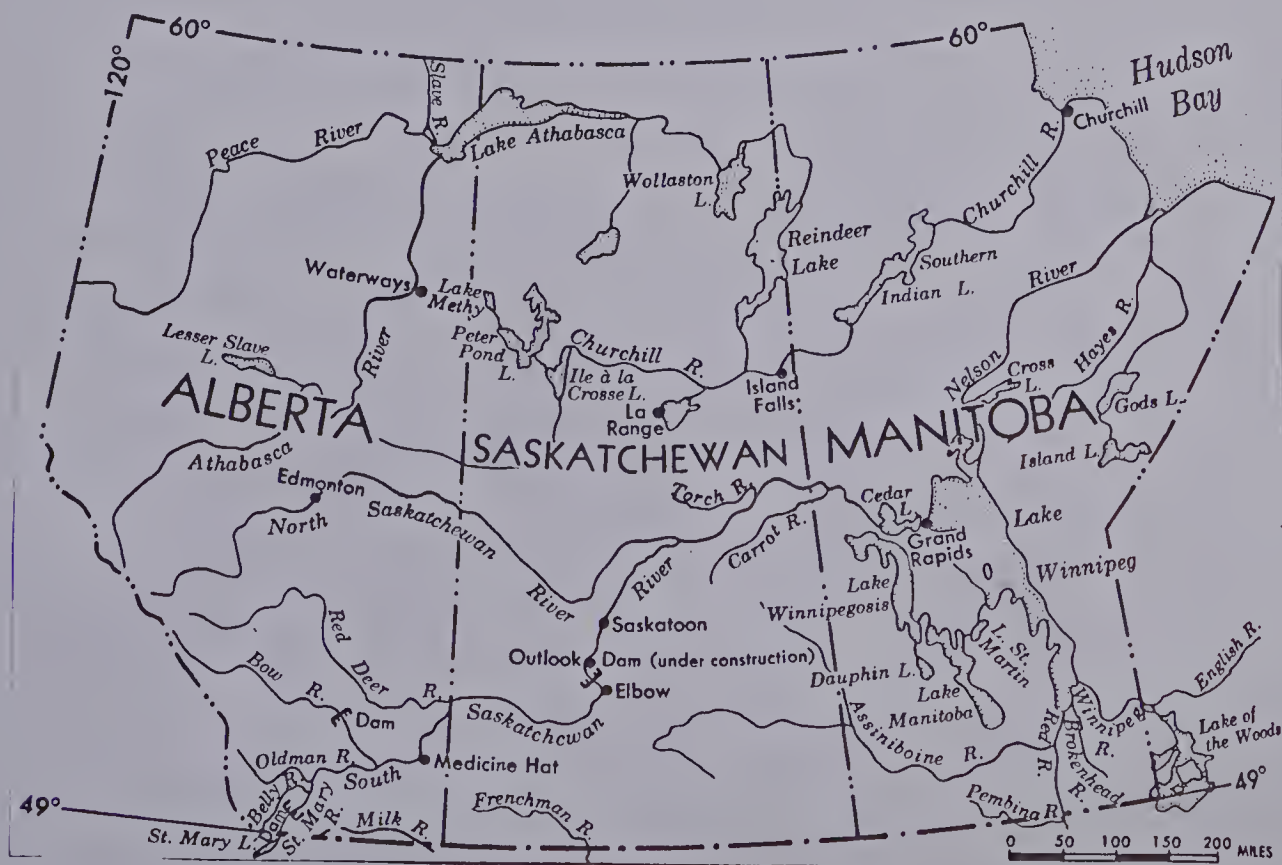 60°
60°
120°
Hudson
Bay
Slave R.
Churchill
Peace River
Lake Athabasca
Wollaston
L.
Churchill R.
Reindeer
Lake
Southern
Indian L.
Waterways
Lake
Methy
Nelson River
Hayes R.
Lesser Slave
L.
River
Peter
Pond
L.
Churchill R.
Ile à la
Crosse L.
Island
Falls
Cross
L.
La
Range
Gods L.
ALBERTA
SASKATCHEWAN
MANITOBA
Island L.
Athabasca
Edmonton
North Saskatchewan River
Torch R.
Carrot R.
Cedar
L.
Grand
Rapids
Lake
Winnipeg
River
Lake
Winnipegosis
Saskatoon
L. St.
Martin
Red Deer R.
Outlook
Dam (under construction)
Dauphin L.
English R.
Bow R.
Elbow
Lake
Manitoba
Dam
Saskatchewan
Winnipeg
R.
Lake of
the Woods
Assiniboine R.
Red R.
Brokenhead R.
Oldman R.
South
Medicine Hat
Belly R.
Dam
St. Mary R.
St. Mary L.
Milk R.
Frenchman R.
Pembina R.
49°
49°
0 50 100 150 200 MILES